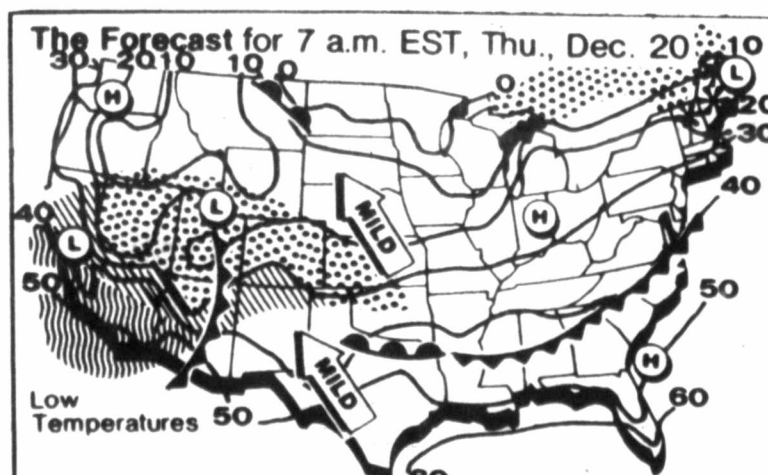 The Forecast for 7 a.m. EST, Thu., Dec. 20
30 20 10 10 0 0 10
H L
20
30
MILD
L H
40 L 40
50 50
H
MILD
60
Low
Temperatures 50